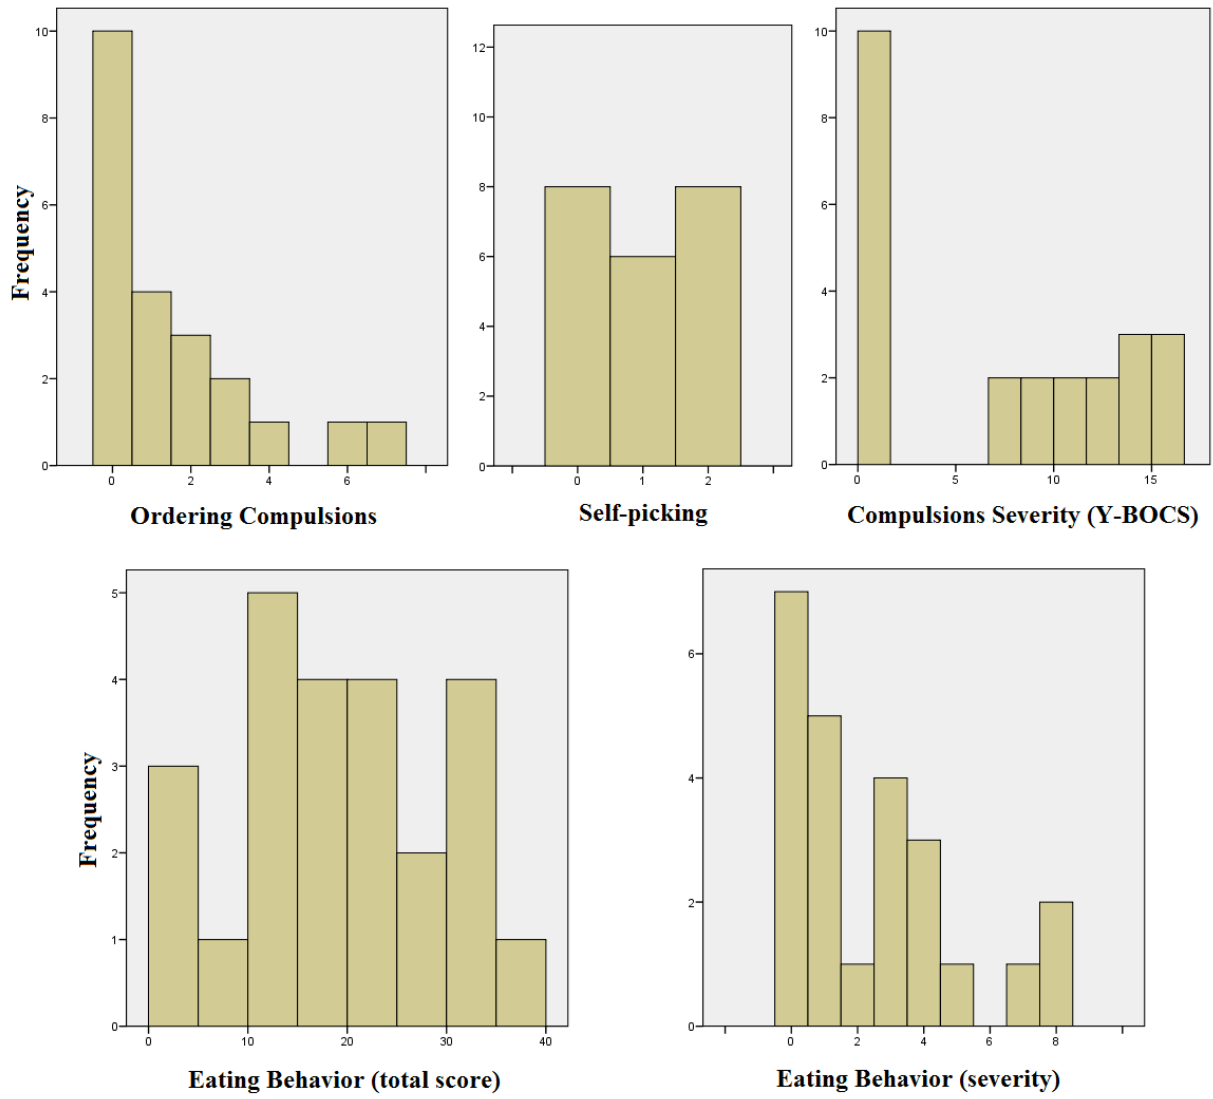 10
8
6
4
2
0
Frequency
0 2 4 6
Ordering Compulsions
12
10
8
6
4
2
0
0 1 2
Self-picking
10
8
6
4
2
0
0 5 10 15
Compulsions Severity (Y-BOCS)
5
4
3
2
1
0
Frequency
0 10 20 30 40
Eating Behavior (total score)
6
4
2
0
0 2 4 6 8
Eating Behavior (severity)